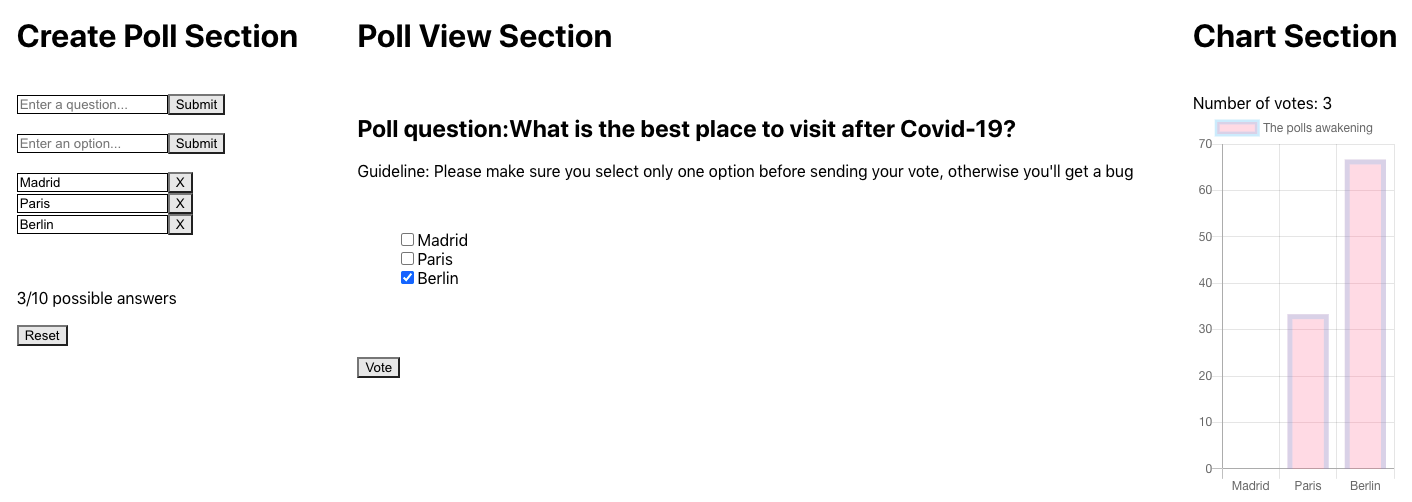 Create Poll Section
Enter a question... Submit
Enter an option... Submit
Madrid X
Paris X
Berlin X
3/10 possible answers
Reset
Poll View Section
Poll question:What is the best place to visit after Covid-19?
Guideline: Please make sure you select only one option before sending your vote, otherwise you'll get a bug
Madrid
Paris
Berlin
Vote
Chart Section
Number of votes: 3
The polls awakening
70
60
50
40
30
20
10
0
Madrid Paris Berlin